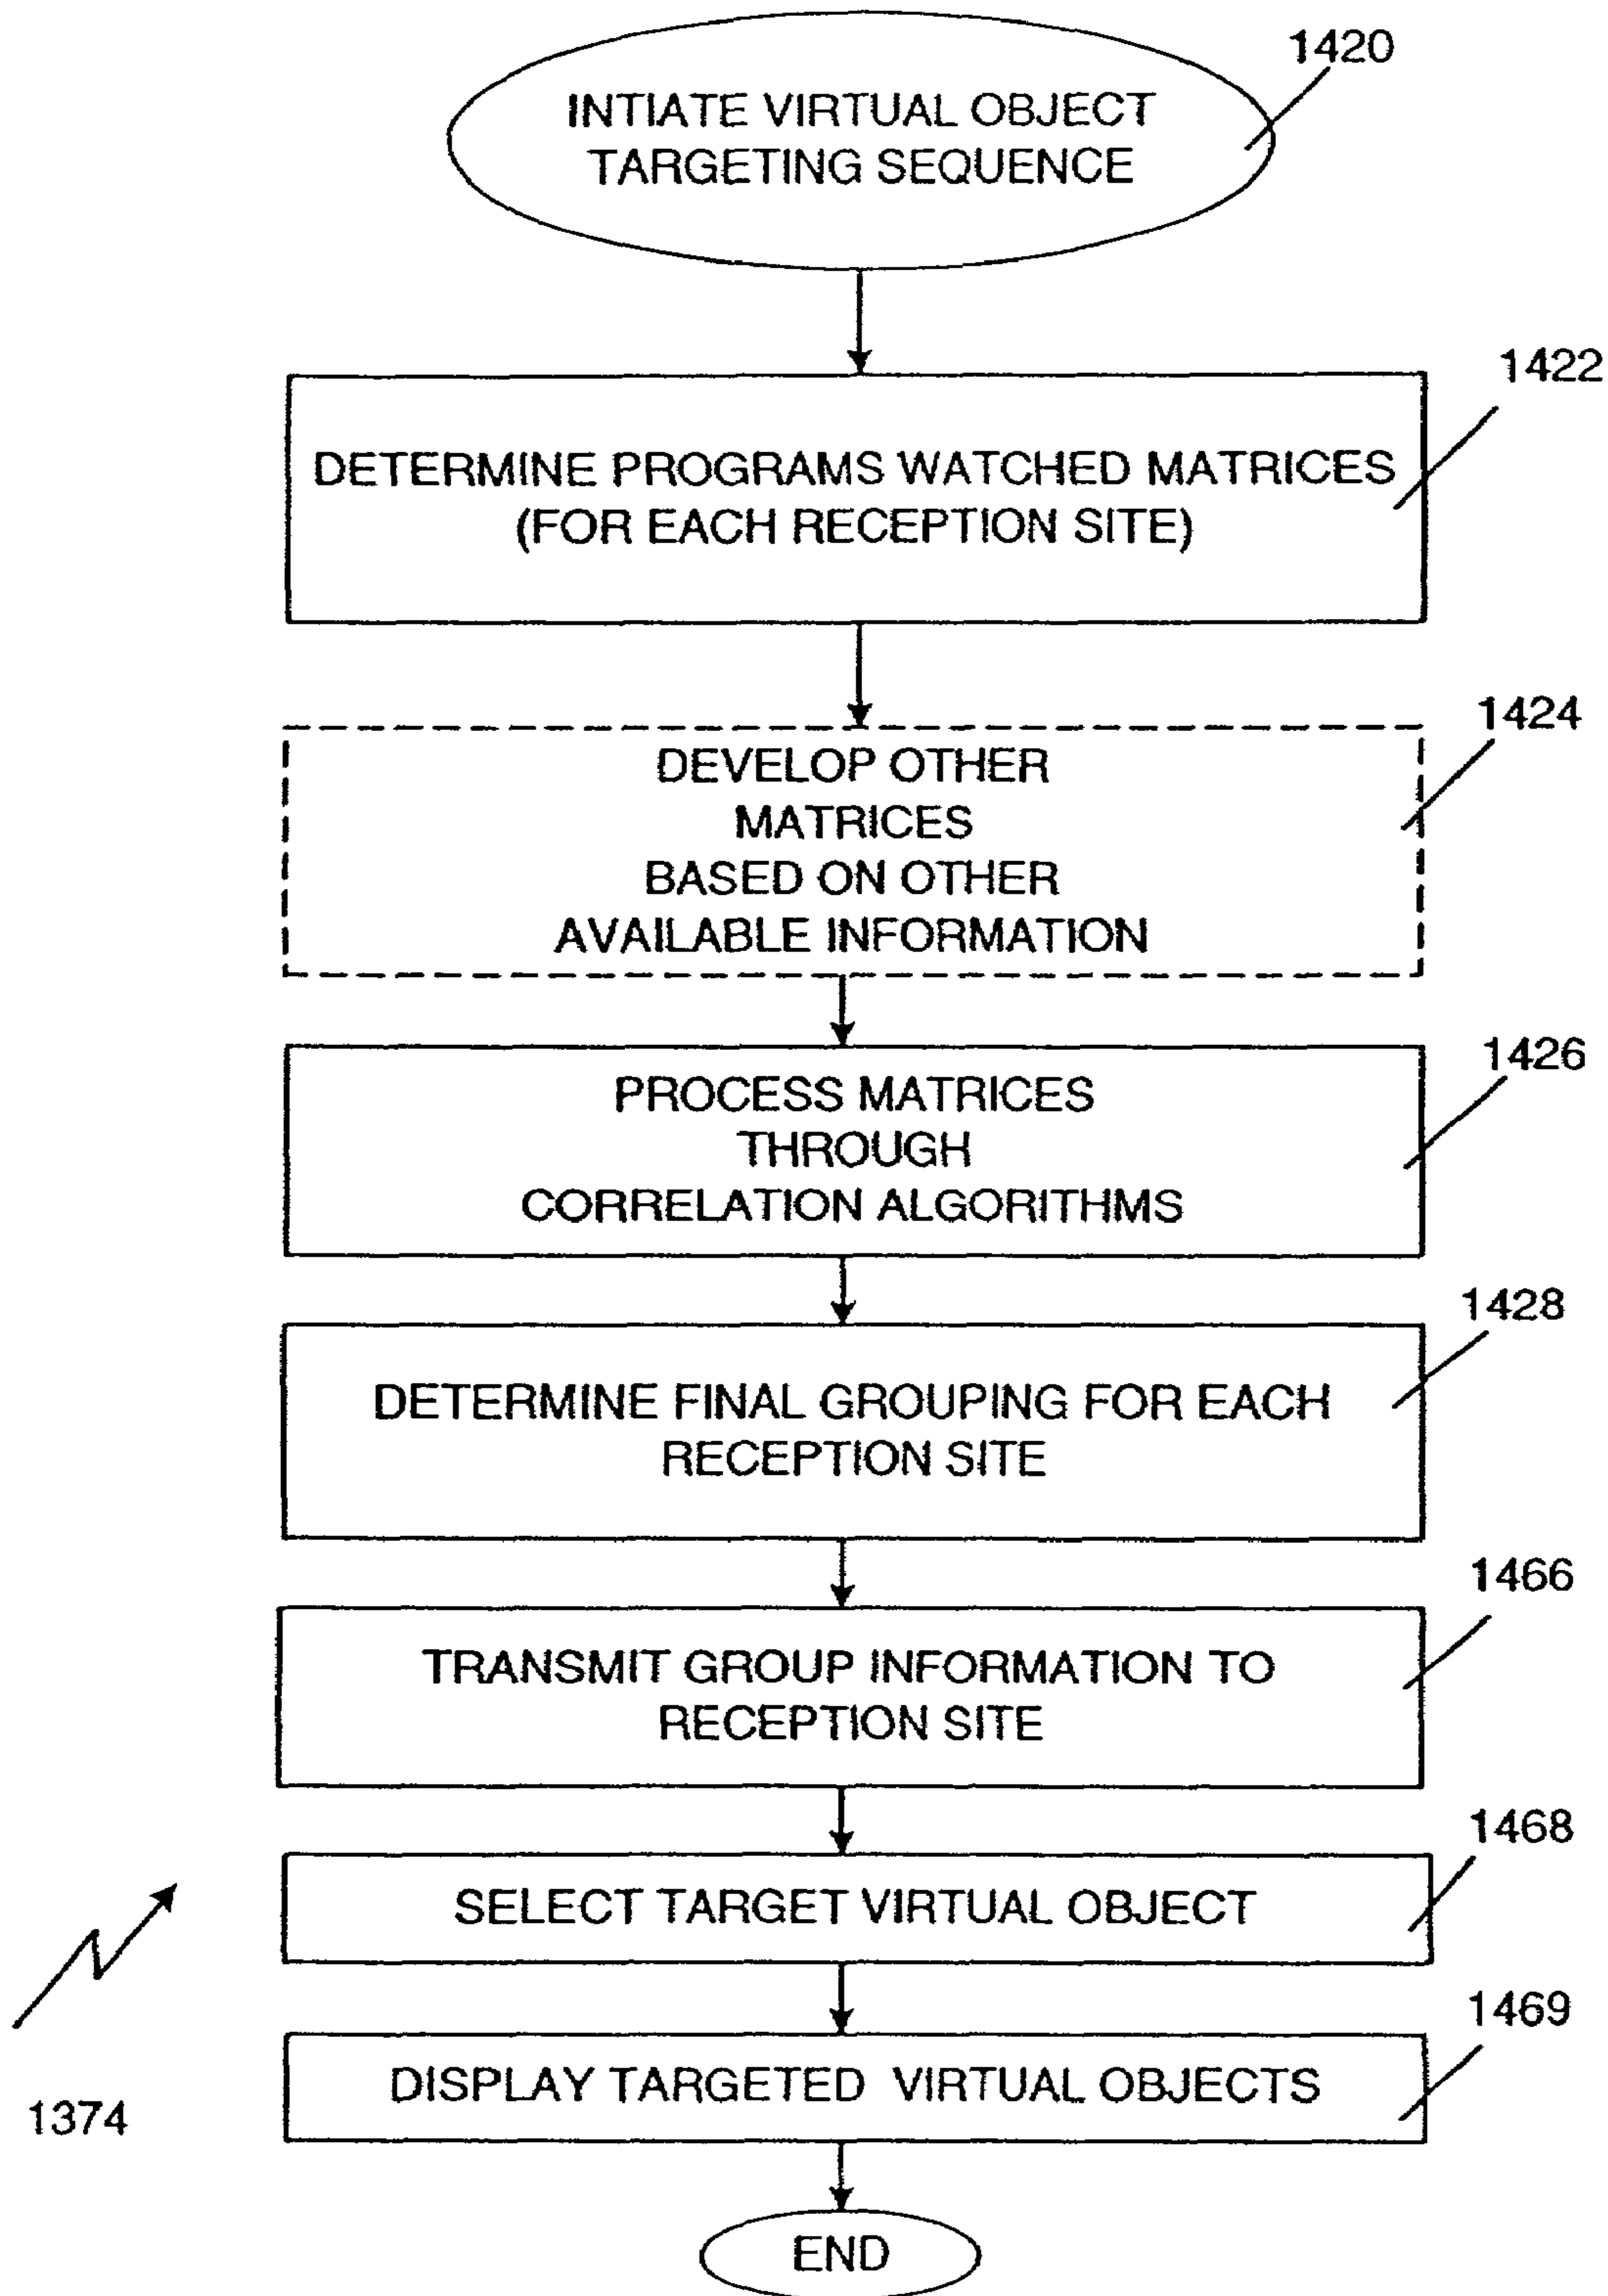 1420
INTIATE VIRTUAL OBJECT
TARGETING SEQUENCE
1422
DETERMINE PROGRAMS WATCHED MATRICES
(FOR EACH RECEPTION SITE)
1424
DEVELOP OTHER
MATRICES
BASED ON OTHER
AVAILABLE INFORMATION
1426
PROCESS MATRICES
THROUGH
CORRELATION ALGORITHMS
1428
DETERMINE FINAL GROUPING FOR EACH
RECEPTION SITE
1466
TRANSMIT GROUP INFORMATION TO
RECEPTION SITE
1468
SELECT TARGET VIRTUAL OBJECT
1469
DISPLAY TARGETED VIRTUAL OBJECTS
1374
END